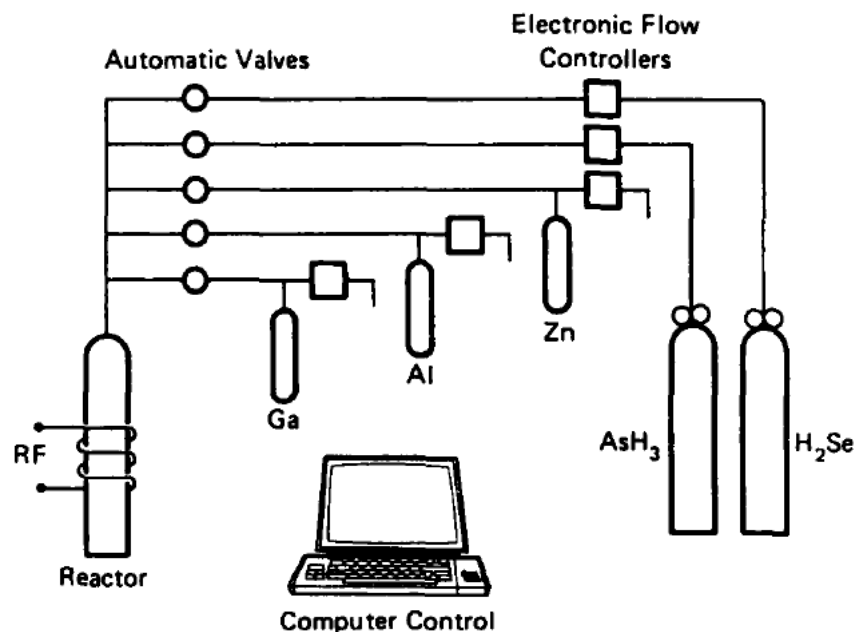 Electronic Flow
Controllers
Automatic Valves
Zn
Al
Ga
AsH₃
H₂Se
RF
Reactor
Computer Control